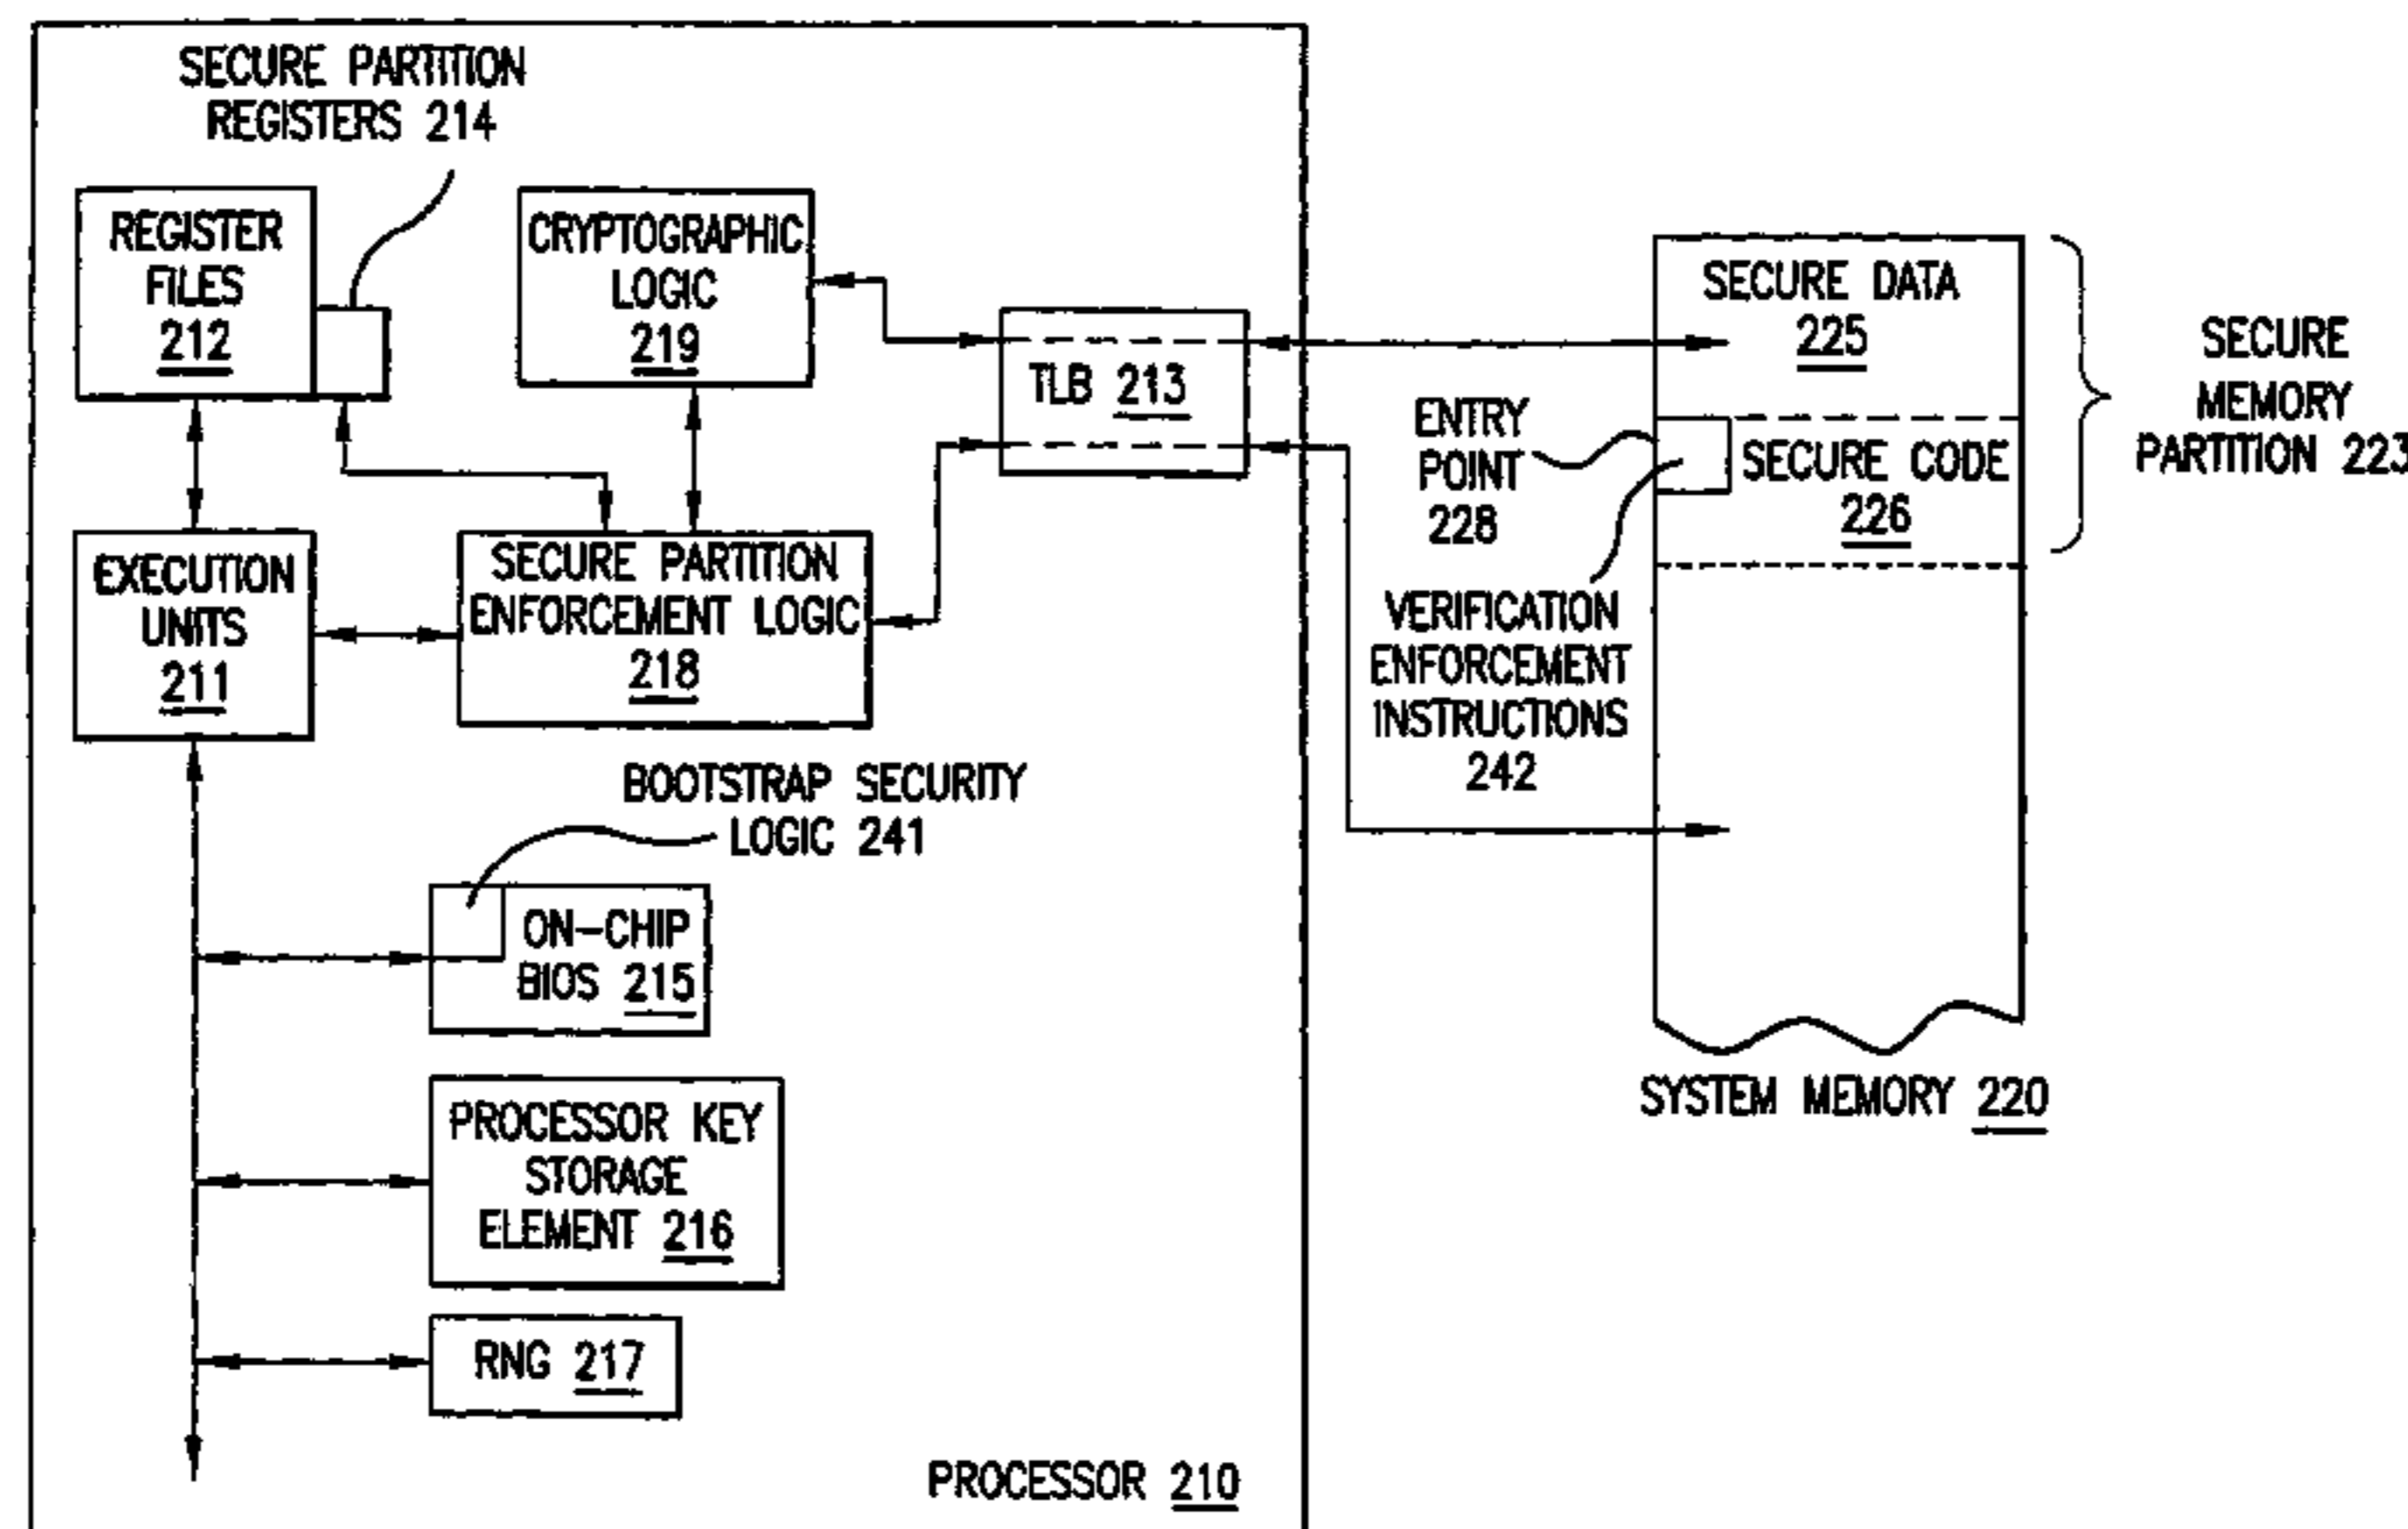 SECURE PARTITION
REGISTERS 214
REGISTER
FILES
212
CRYPTOGRAPHIC
LOGIC
219
TLB 213
EXECUTION
UNITS
211
SECURE PARTITION
ENFORCEMENT LOGIC
218
BOOTSTRAP SECURITY
LOGIC 241
ON-CHIP
BIOS 215
PROCESSOR KEY
STORAGE
ELEMENT 216
RNG 217
PROCESSOR 210
SECURE DATA
225
SECURE
MEMORY
PARTITION 223
ENTRY
POINT
228
SECURE CODE
226
VERIFICATION
ENFORCEMENT
INSTRUCTIONS
242
SYSTEM MEMORY 220